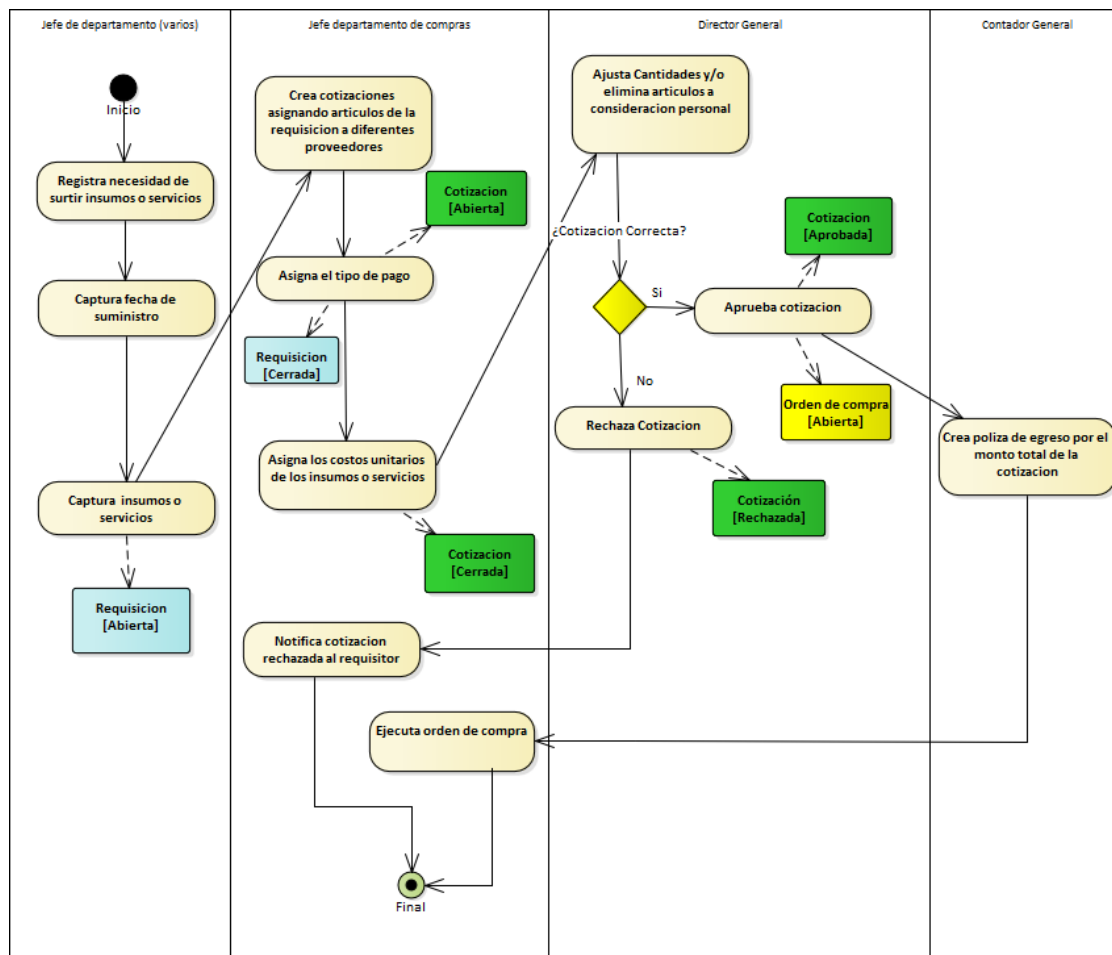 Jefe de departamento (varios)
Jefe departamento de compras
Director General
Contador General
Inicio
Registra necesidad de
surtir insumos o servicios
Captura fecha de
suministro
Captura insumos o
servicios
Requisicion
[Abierta]
Crea cotizaciones
asignando articulos de la
requisicion a diferentes
proveedores
Cotizacion
[Abierta]
Asigna el tipo de pago
Requisicion
[Cerrada]
Asigna los costos unitarios
de los insumos o servicios
Cotizacion
[Cerrada]
Notifica cotizacion
rechazada al requisitor
Ejecuta orden de compra
Final
Ajusta Cantidades y/o
elimina articulos a
consideracion personal
¿Cotizacion Correcta?
Si
No
Cotizacion
[Aprobada]
Aprueba cotizacion
Orden de compra
[Abierta]
Rechaza Cotizacion
Cotización
[Rechazada]
Crea poliza de egreso por el
monto total de la
cotizacion